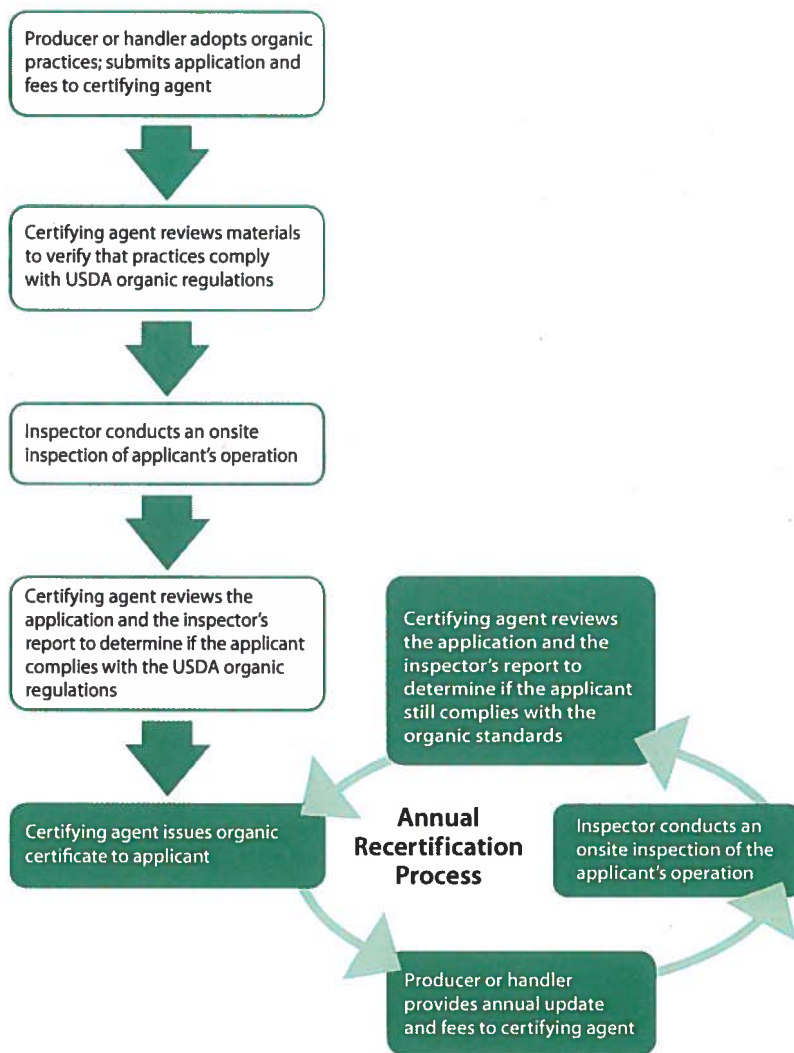 Producer or handler adopts organic
practices; submits application and
fees to certifying agent
Certifying agent reviews materials
to verify that practices comply
with USDA organic regulations
Inspector conducts an onsite
inspection of applicant's operation
Certifying agent reviews the
application and the inspector's
report to determine if the applicant
complies with the USDA organic
regulations
Certifying agent issues organic
certificate to applicant
Annual
Recertification
Process
Producer or handler
provides annual update
and fees to certifying agent
Inspector conducts an
onsite inspection of the
applicant's operation
Certifying agent reviews
the application and the
inspector's report to
determine if the applicant
still complies with the
organic standards